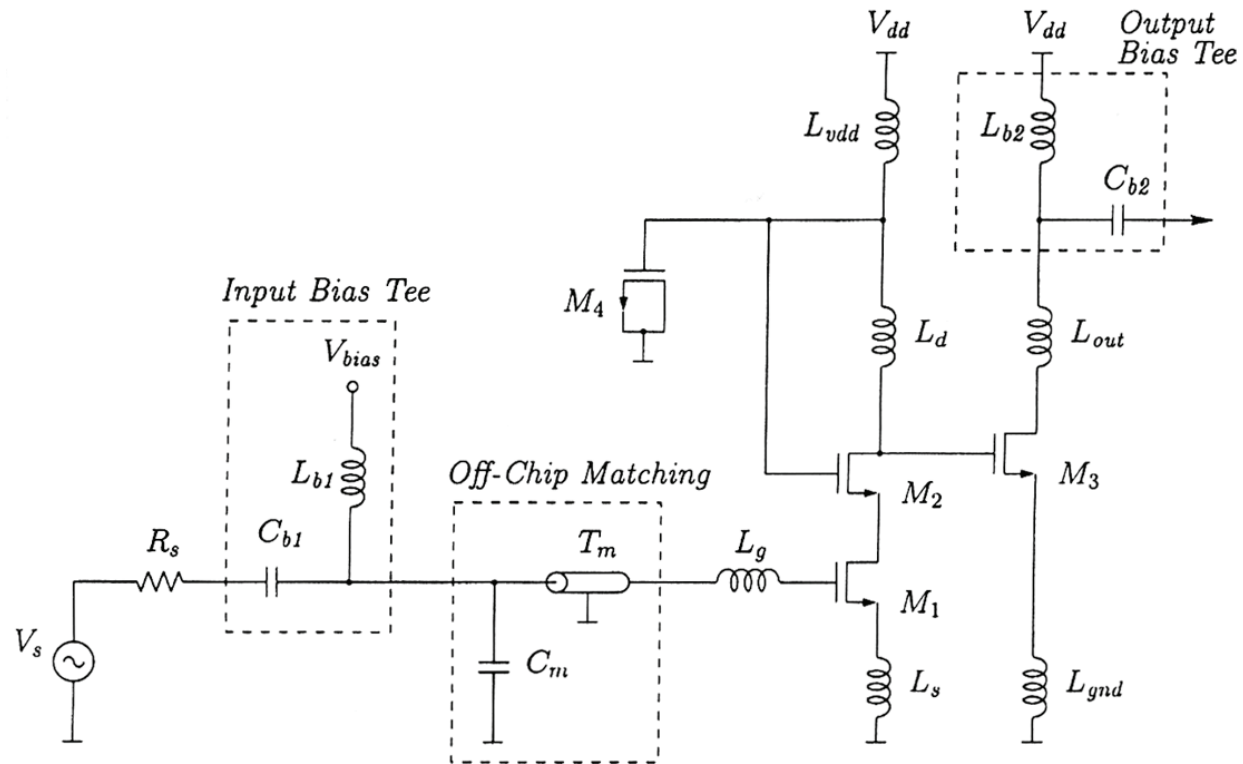 V_dd
V_dd
Output
Bias Tee
L_vdd
L_b2
C_b2
M_4
Input Bias Tee
L_d
L_out
V_bias
L_b1
Off-Chip Matching
M_2
M_3
R_s
C_b1
T_m
L_g
M_1
V_s
C_m
L_s
L_gnd